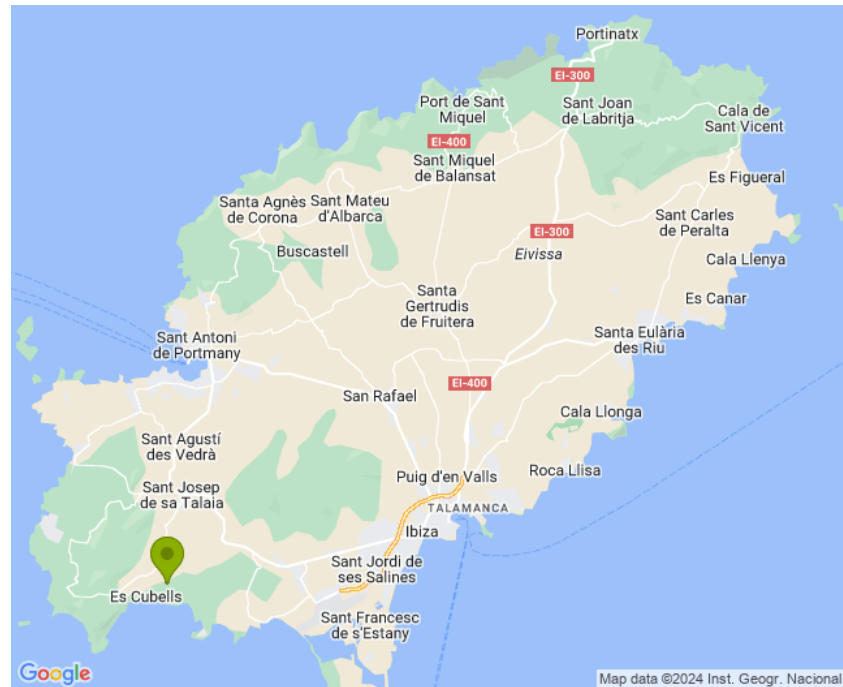 Portinatx
EI-300
Port de Sant
Miquel
Sant Joan
de Labritja
Cala de
Sant Vicent
EI-400
Sant Miquel
de Balansat
Es Figueral
Santa Agnès
de Corona
Sant Mateu
d'Albarca
Sant Carles
de Peralta
EI-300
Buscastell
Eivissa
Cala Llenya
Santa
Gertrudis
de Fruitera
Es Canar
Sant Antoni
de Portmany
Santa Eulària
des Riu
EI-400
San Rafael
Cala Llonga
Sant Agustí
des Vedrà
Roca Llisa
Puig d'en Valls
Sant Josep
de sa Talaia
TALAMANCA
Ibiza
Sant Jordi de
ses Salines
Es Cubells
Sant Francesc
de s'Estany
Google
Map data ©2024 Inst. Geogr. Nacional